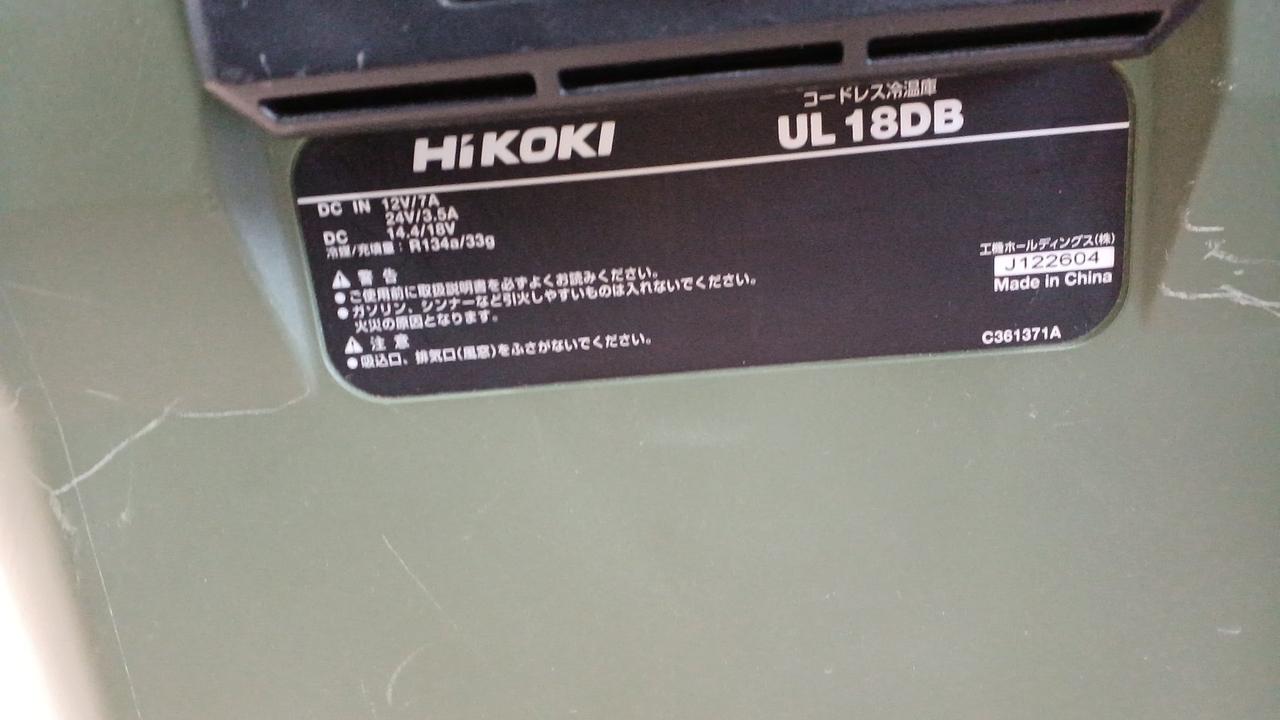 コードレス冷温庫
HiKOKI UL 18DB
DC IN 12V/7A
24V/3.5A
DC 14.4/18V
冷媒/充填量：R134a/33g
工機ホールディングス(株)
J122604
Made in China
警告
●ご使用前に取扱説明書を必ずよくお読みください。
●ガソリン、シンナーなど引火しやすいものは入れないでください。
火災の原因となります。
注意
●吸込口、排気口(風窓)をふさがないでください。
C361371A